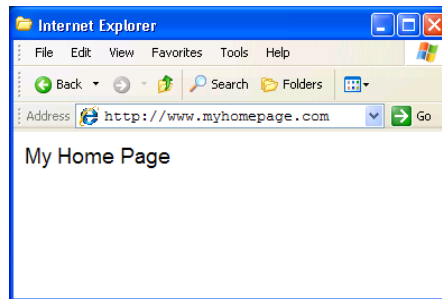 Internet Explorer
File Edit View Favorites Tools Help
Back Search Folders
Address http://www.myhomepage.com Go
My Home Page